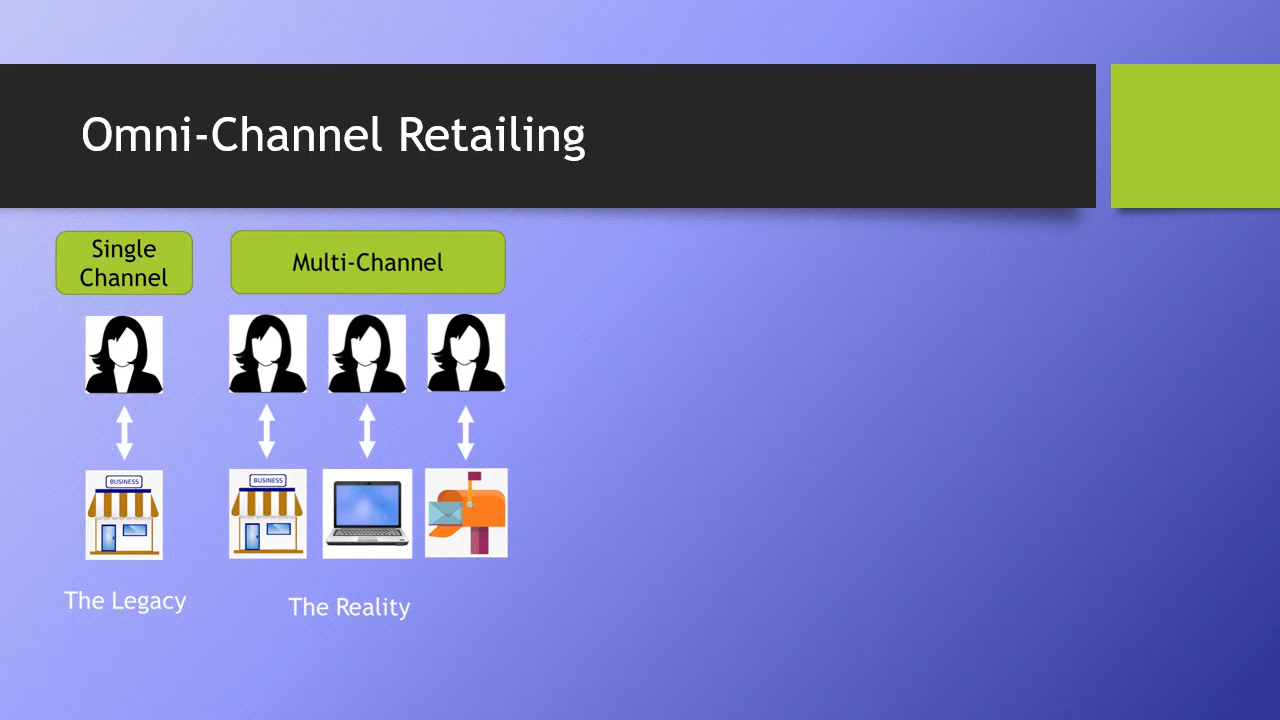 Omni-Channel Retailing
Single
Channel
Multi-Channel
BUSINESS
BUSINESS
The Legacy
The Reality